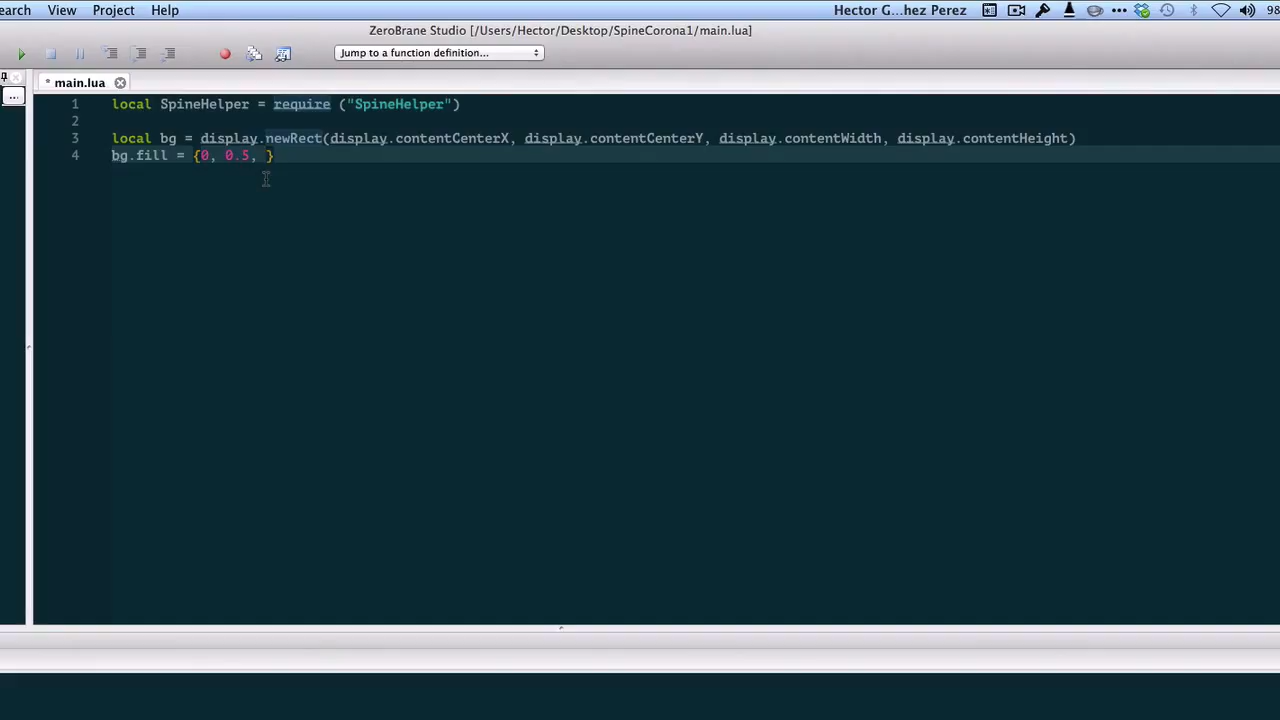 earch View Project Help Hector G...hez Perez 98
ZeroBrane Studio [/Users/Hector/Desktop/SpineCorona1/main.lua]
Jump to a function definition...
* main.lua
...
1 local SpineHelper = require ("SpineHelper")
2
3 local bg = display.newRect(display.contentCenterX, display.contentCenterY, display.contentWidth, display.contentHeight)
4 bg.fill = {0, 0.5, }